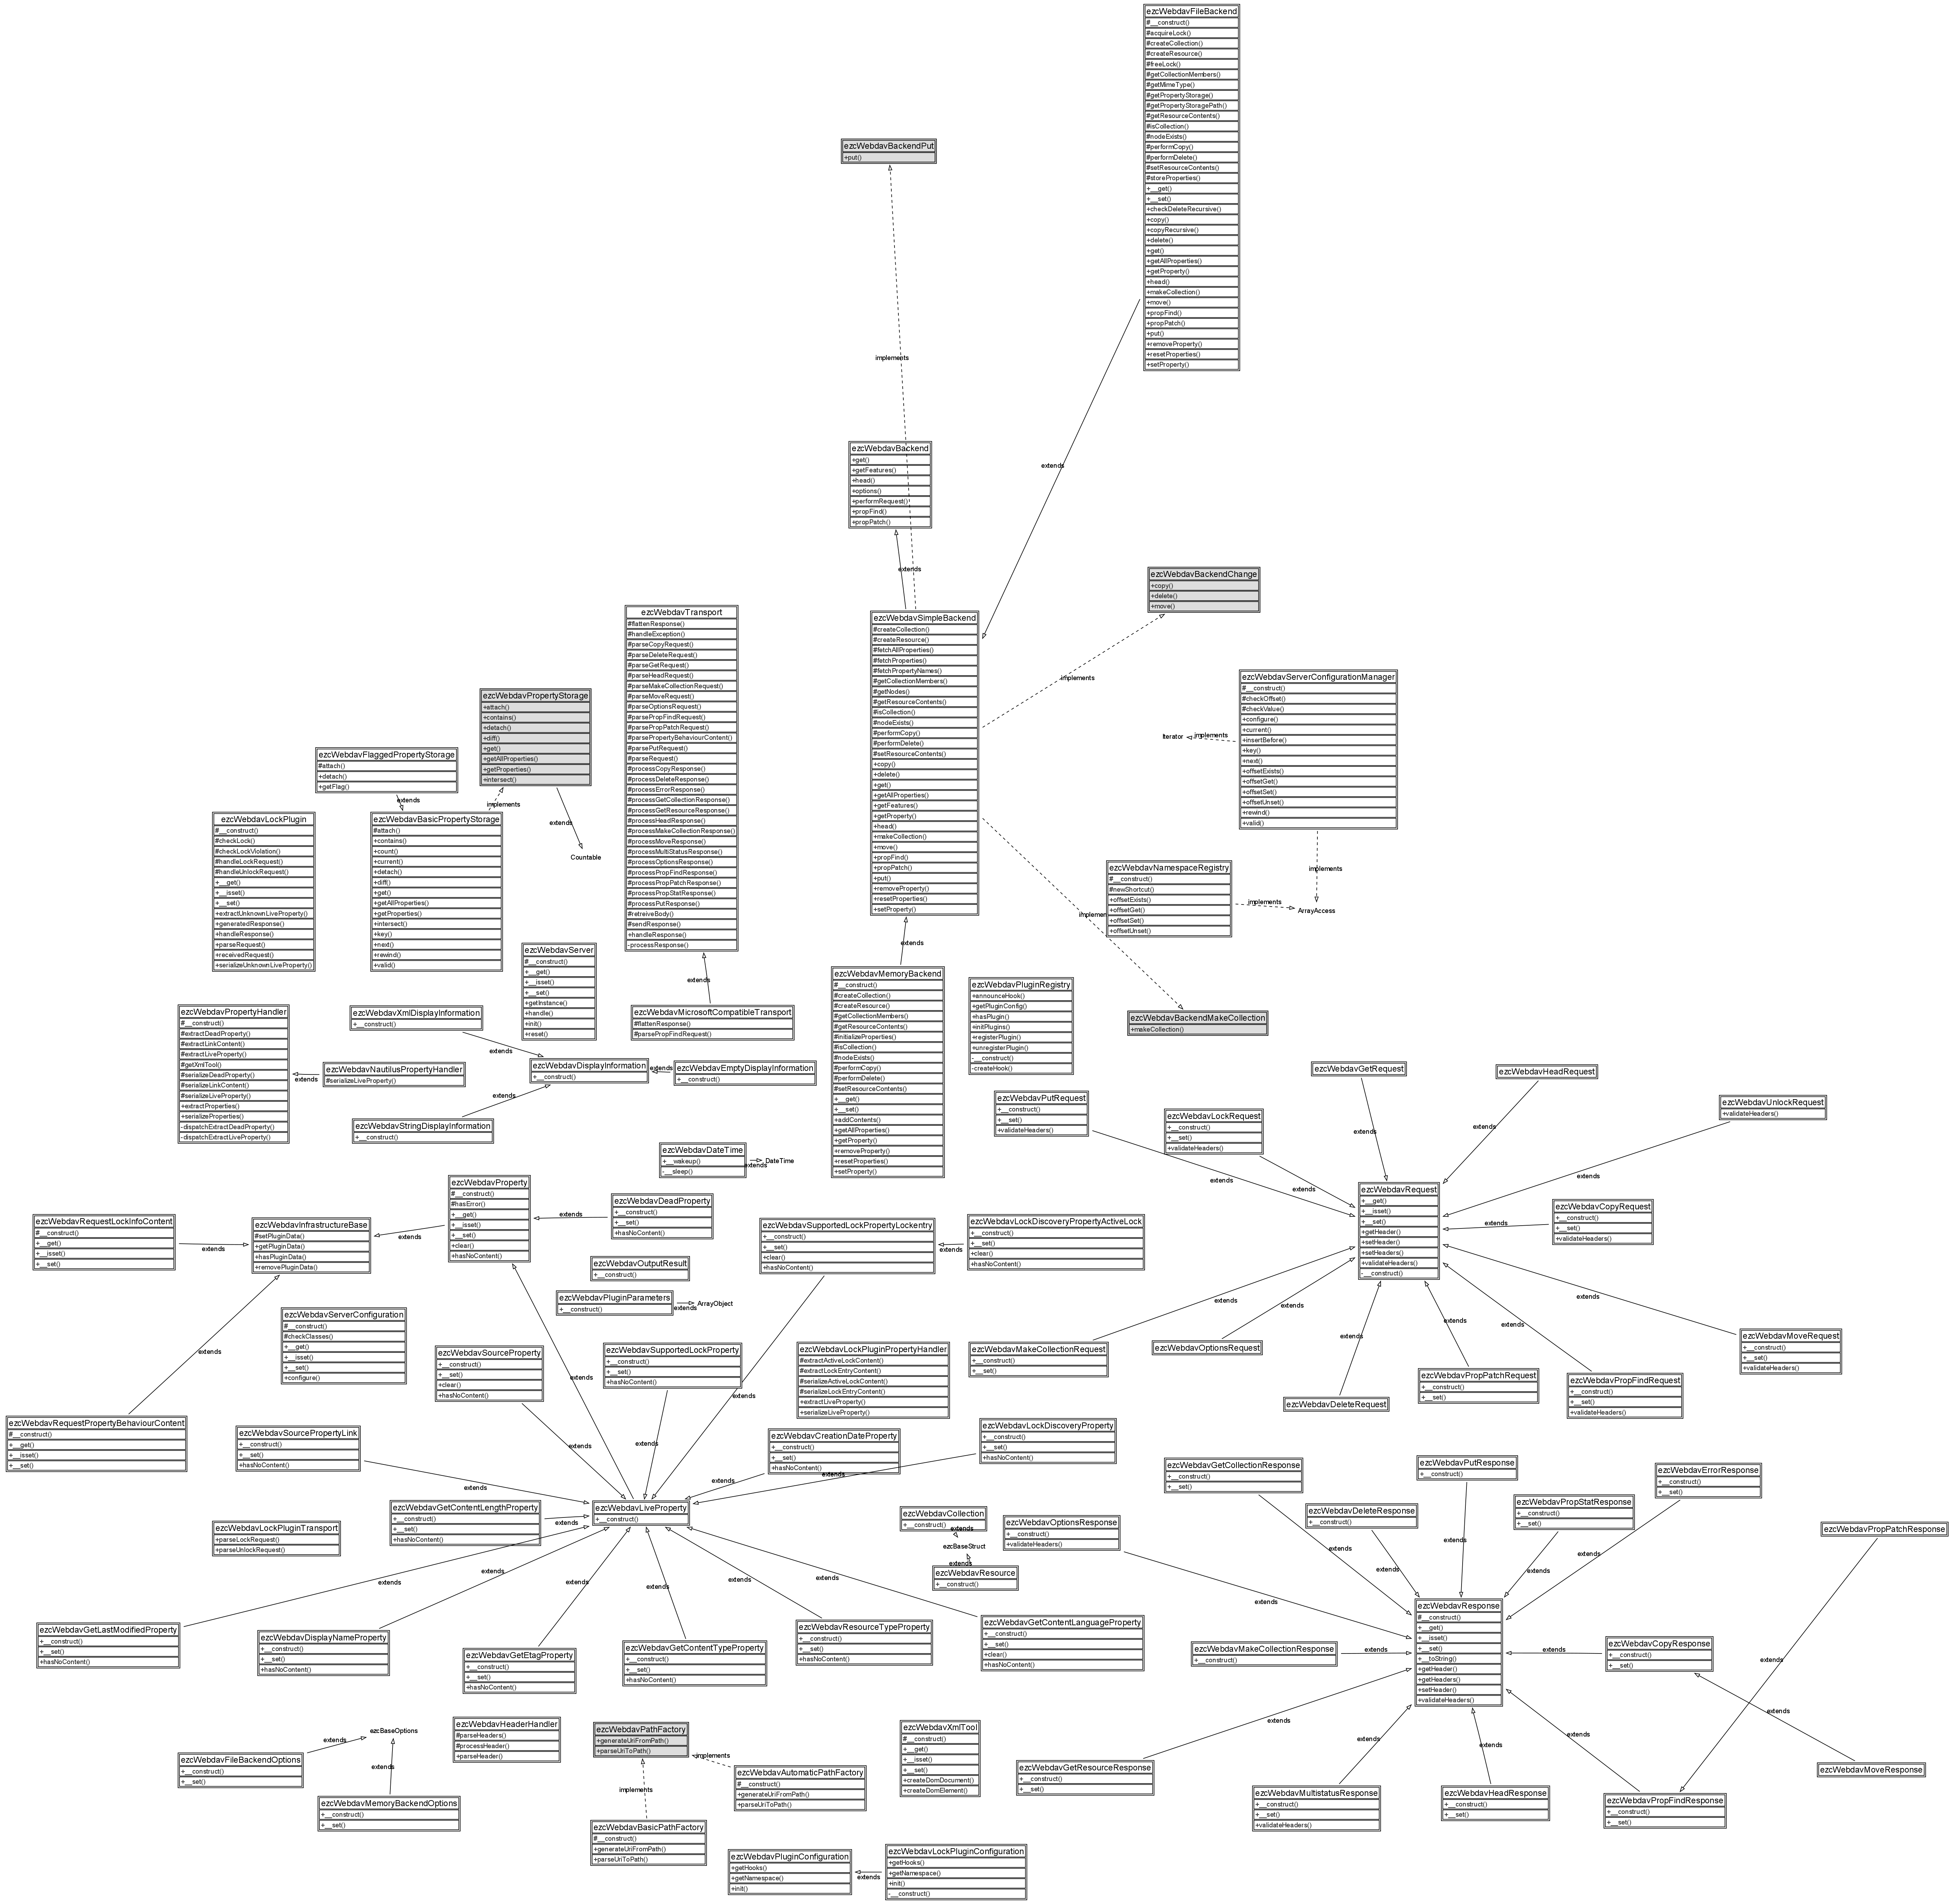 ezcWebdavFileBackend
#__construct()
#acquireLock()
#createCollection()
#createResource()
#freeLock()
#getCollectionMembers()
#getMimeType()
#getPropertyStorage()
#getPropertyStoragePath()
#getResourceContents()
#isCollection()
#nodeExists()
#performCopy()
#performDelete()
#setResourceContents()
#storeProperties()
+__get()
+__set()
+checkDeleteRecursive()
+copy()
+copyRecursive()
+delete()
+get()
+getAllProperties()
+getProperty()
+head()
+makeCollection()
+move()
+propFind()
+propPatch()
+put()
+removeProperty()
+resetProperties()
+setProperty()
ezcWebdavBackendPut
+put()
implements
extends
ezcWebdavBackend
+get()
+getFeatures()
+head()
+options()
+performRequest()
+propFind()
+propPatch()
extends
ezcWebdavBackendChange
+copy()
+delete()
+move()
implements
ezcWebdavSimpleBackend
#createCollection()
#createResource()
#fetchAllProperties()
#fetchProperties()
#fetchPropertyNames()
#getCollectionMembers()
#getNodes()
#getResourceContents()
#isCollection()
#nodeExists()
#performCopy()
#performDelete()
#setResourceContents()
+copy()
+delete()
+get()
+getAllProperties()
+getFeatures()
+getProperty()
+head()
+makeCollection()
+move()
+propFind()
+propPatch()
+put()
+removeProperty()
+resetProperties()
+setProperty()
extends
ezcWebdavTransport
#flattenResponse()
#handleException()
#parseCopyRequest()
#parseDeleteRequest()
#parseGetRequest()
#parseHeadRequest()
#parseMakeCollectionRequest()
#parseMoveRequest()
#parseOptionsRequest()
#parsePropFindRequest()
#parsePropPatchRequest()
#parsePropertyBehaviourContent()
#parsePutRequest()
#parseRequest()
#processCopyResponse()
#processDeleteResponse()
#processErrorResponse()
#processGetCollectionResponse()
#processGetResourceResponse()
#processHeadResponse()
#processMakeCollectionResponse()
#processMoveResponse()
#processMultiStatusResponse()
#processOptionsResponse()
#processPropFindResponse()
#processPropPatchResponse()
#processPropStatResponse()
#processPutResponse()
#retreiveBody()
#sendResponse()
+handleResponse()
-processResponse()
extends
ezcWebdavMicrosoftCompatibleTransport
#flattenResponse()
#parsePropFindRequest()
ezcWebdavPropertyStorage
+attach()
+contains()
+detach()
+diff()
+get()
+getAllProperties()
+getProperties()
+intersect()
implements
extends
Countable
ezcWebdavFlaggedPropertyStorage
#attach()
+detach()
+getFlag()
extends
ezcWebdavBasicPropertyStorage
#attach()
+contains()
+count()
+current()
+detach()
+diff()
+get()
+getAllProperties()
+getProperties()
+intersect()
+key()
+next()
+rewind()
+valid()
ezcWebdavLockPlugin
#__construct()
#checkLock()
#checkLockViolation()
#handleLockRequest()
#handleUnlockRequest()
+__get()
+__isset()
+__set()
+extractUnknownLiveProperty()
+generatedResponse()
+handleResponse()
+parseRequest()
+receivedRequest()
+serializeUnknownLiveProperty()
ezcWebdavServerConfigurationManager
#__construct()
#checkOffset()
#checkValue()
+configure()
+current()
+insertBefore()
+key()
+next()
+offsetExists()
+offsetGet()
+offsetSet()
+offsetUnset()
+rewind()
+valid()
Iterator
implements
implements
ArrayAccess
ezcWebdavNamespaceRegistry
#__construct()
#newShortcut()
+offsetExists()
+offsetGet()
+offsetSet()
+offsetUnset()
implements
implements
ezcWebdavBackendMakeCollection
+makeCollection()
ezcWebdavServer
#__construct()
+__get()
+__isset()
+__set()
+getInstance()
+handle()
+init()
+reset()
ezcWebdavMemoryBackend
#__construct()
#createCollection()
#createResource()
#getCollectionMembers()
#getResourceContents()
#initializeProperties()
#isCollection()
#nodeExists()
#performCopy()
#performDelete()
#setResourceContents()
+__get()
+__set()
+addContents()
+getAllProperties()
+getProperty()
+removeProperty()
+resetProperties()
+setProperty()
ezcWebdavPluginRegistry
+announceHook()
+getPluginConfig()
+hasPlugin()
+initPlugins()
+registerPlugin()
+unregisterPlugin()
-__construct()
-createHook()
ezcWebdavPropertyHandler
#__construct()
#extractDeadProperty()
#extractLinkContent()
#extractLiveProperty()
#getXmlTool()
#serializeDeadProperty()
#serializeLinkContent()
#serializeLiveProperty()
+extractProperties()
+serializeProperties()
-dispatchExtractDeadProperty()
-dispatchExtractLiveProperty()
extends
ezcWebdavNautilusPropertyHandler
#serializeLiveProperty()
ezcWebdavXmlDisplayInformation
+__construct()
extends
ezcWebdavDisplayInformation
+__construct()
extends
ezcWebdavEmptyDisplayInformation
+__construct()
extends
ezcWebdavStringDisplayInformation
+__construct()
ezcWebdavDateTime
+__wakeup()
-__sleep()
extends
DateTime
ezcWebdavGetRequest
extends
ezcWebdavHeadRequest
extends
ezcWebdavUnlockRequest
+validateHeaders()
extends
ezcWebdavPutRequest
+__construct()
+__set()
+validateHeaders()
extends
ezcWebdavLockRequest
+__construct()
+__set()
+validateHeaders()
extends
ezcWebdavRequest
+__get()
+__isset()
+__set()
+getHeader()
+setHeader()
+setHeaders()
+validateHeaders()
-__construct()
extends
ezcWebdavCopyRequest
+__construct()
+__set()
+validateHeaders()
extends
ezcWebdavMakeCollectionRequest
+__construct()
+__set()
extends
ezcWebdavOptionsRequest
extends
ezcWebdavDeleteRequest
extends
ezcWebdavPropPatchRequest
+__construct()
+__set()
extends
ezcWebdavPropFindRequest
+__construct()
+__set()
+validateHeaders()
extends
ezcWebdavMoveRequest
+__construct()
+__set()
+validateHeaders()
ezcWebdavRequestLockInfoContent
#__construct()
+__get()
+__isset()
+__set()
extends
ezcWebdavInfrastructureBase
#setPluginData()
+getPluginData()
+hasPluginData()
+removePluginData()
extends
ezcWebdavProperty
#__construct()
#hasError()
+__get()
+__isset()
+__set()
+clear()
+hasNoContent()
extends
ezcWebdavDeadProperty
+__construct()
+__set()
+hasNoContent()
ezcWebdavOutputResult
+__construct()
ezcWebdavPluginParameters
+__construct()
extends
ArrayObject
ezcWebdavSupportedLockPropertyLockentry
+__construct()
+__set()
+clear()
+hasNoContent()
extends
ezcWebdavLockDiscoveryPropertyActiveLock
+__construct()
+__set()
+clear()
+hasNoContent()
ezcWebdavServerConfiguration
#__construct()
#checkClasses()
+__get()
+__isset()
+__set()
+configure()
extends
ezcWebdavRequestPropertyBehaviourContent
#__construct()
+__get()
+__isset()
+__set()
extends
ezcWebdavSourceProperty
+__construct()
+__set()
+clear()
+hasNoContent()
extends
ezcWebdavSupportedLockProperty
+__construct()
+__set()
+hasNoContent()
extends
extends
ezcWebdavLockPluginPropertyHandler
#extractActiveLockContent()
#extractLockEntryContent()
#serializeActiveLockContent()
#serializeLockEntryContent()
+extractLiveProperty()
+serializeLiveProperty()
ezcWebdavSourcePropertyLink
+__construct()
+__set()
+hasNoContent()
extends
ezcWebdavCreationDateProperty
+__construct()
+__set()
+hasNoContent()
extends
ezcWebdavLockDiscoveryProperty
+__construct()
+__set()
+hasNoContent()
extends
ezcWebdavGetContentLengthProperty
+__construct()
+__set()
+hasNoContent()
extends
ezcWebdavLiveProperty
+__construct()
ezcWebdavLockPluginTransport
+parseLockRequest()
+parseUnlockRequest()
extends
ezcWebdavGetLastModifiedProperty
+__construct()
+__set()
+hasNoContent()
extends
ezcWebdavDisplayNameProperty
+__construct()
+__set()
+hasNoContent()
extends
ezcWebdavGetEtagProperty
+__construct()
+__set()
+hasNoContent()
extends
ezcWebdavGetContentTypeProperty
+__construct()
+__set()
+hasNoContent()
extends
ezcWebdavResourceTypeProperty
+__construct()
+__set()
+hasNoContent()
extends
ezcWebdavGetContentLanguageProperty
+__construct()
+__set()
+clear()
+hasNoContent()
ezcWebdavCollection
+__construct()
extends
ezcBaseStruct
extends
ezcWebdavResource
+__construct()
ezcWebdavOptionsResponse
+__construct()
+validateHeaders()
extends
ezcWebdavGetCollectionResponse
+__construct()
+__set()
extends
ezcWebdavDeleteResponse
+__construct()
extends
ezcWebdavPutResponse
+__construct()
extends
ezcWebdavPropStatResponse
+__construct()
+__set()
extends
ezcWebdavErrorResponse
+__construct()
+__set()
extends
ezcWebdavPropPatchResponse
extends
ezcWebdavResponse
#__construct()
+__get()
+__isset()
+__set()
+__toString()
+getHeader()
+setHeader()
+validateHeaders()
ezcWebdavMakeCollectionResponse
+__construct()
extends
extends
ezcWebdavCopyResponse
+__construct()
+__set()
extends
ezcWebdavMoveResponse
extends
ezcWebdavGetResourceResponse
+__construct()
+__set()
extends
ezcWebdavMultistatusResponse
+__construct()
+__set()
+validateHeaders()
extends
ezcWebdavHeadResponse
+__construct()
+__set()
extends
ezcWebdavPropFindResponse
+__construct()
+__set()
ezcBaseOptions
extends
ezcWebdavFileBackendOptions
+__construct()
+__set()
extends
ezcWebdavMemoryBackendOptions
+__construct()
+__set()
ezcWebdavHeaderHandler
#parseHeaders()
#processHeader()
+parseHeader()
ezcWebdavPathFactory
+generateUriFromPath()
+parseUriToPath()
implements
ezcWebdavAutomaticPathFactory
#__construct()
+generateUriFromPath()
+parseUriToPath()
implements
ezcWebdavBasicPathFactory
#__construct()
+generateUriFromPath()
+parseUriToPath()
ezcWebdavXmlTool
#__construct()
+__get()
+__isset()
+__set()
+createDomDocument()
+createDomElement()
ezcWebdavPluginConfiguration
+getHooks()
+getNamespace()
+init()
extends
ezcWebdavLockPluginConfiguration
+getHooks()
+getNamespace()
+init()
-__construct()